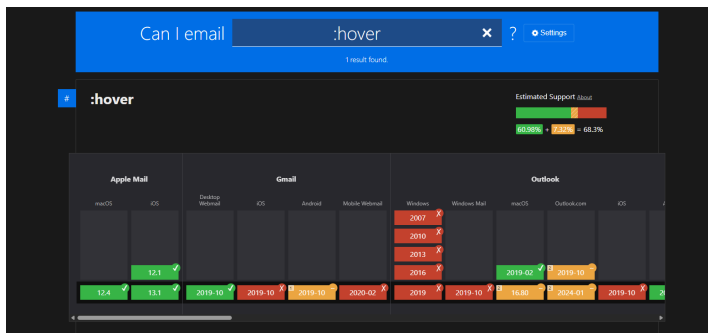 Can I email :hover × ? Settings
1 result found.
# :hover
Estimated Support About
60.98% + 7.32% = 68.3%
Apple Mail Gmail Outlook
macOS iOS Desktop Webmail iOS Android Mobile Webmail Windows Windows Mail macOS Outlook.com iOS A
2007
2010
2013
12.1 2016 2019-02 2019-10
12.4 13.1 2019-10 2019-10 2019-10 2020-02 2019 2019-10 16.80 2024-01 2019-10 20